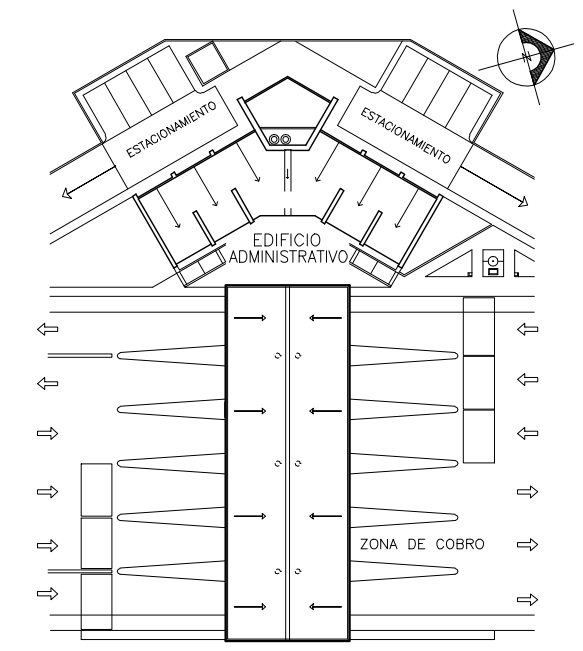 N
ESTACIONAMIENTO
ESTACIONAMIENTO
EDIFICIO
ADMINISTRATIVO
ZONA DE COBRO